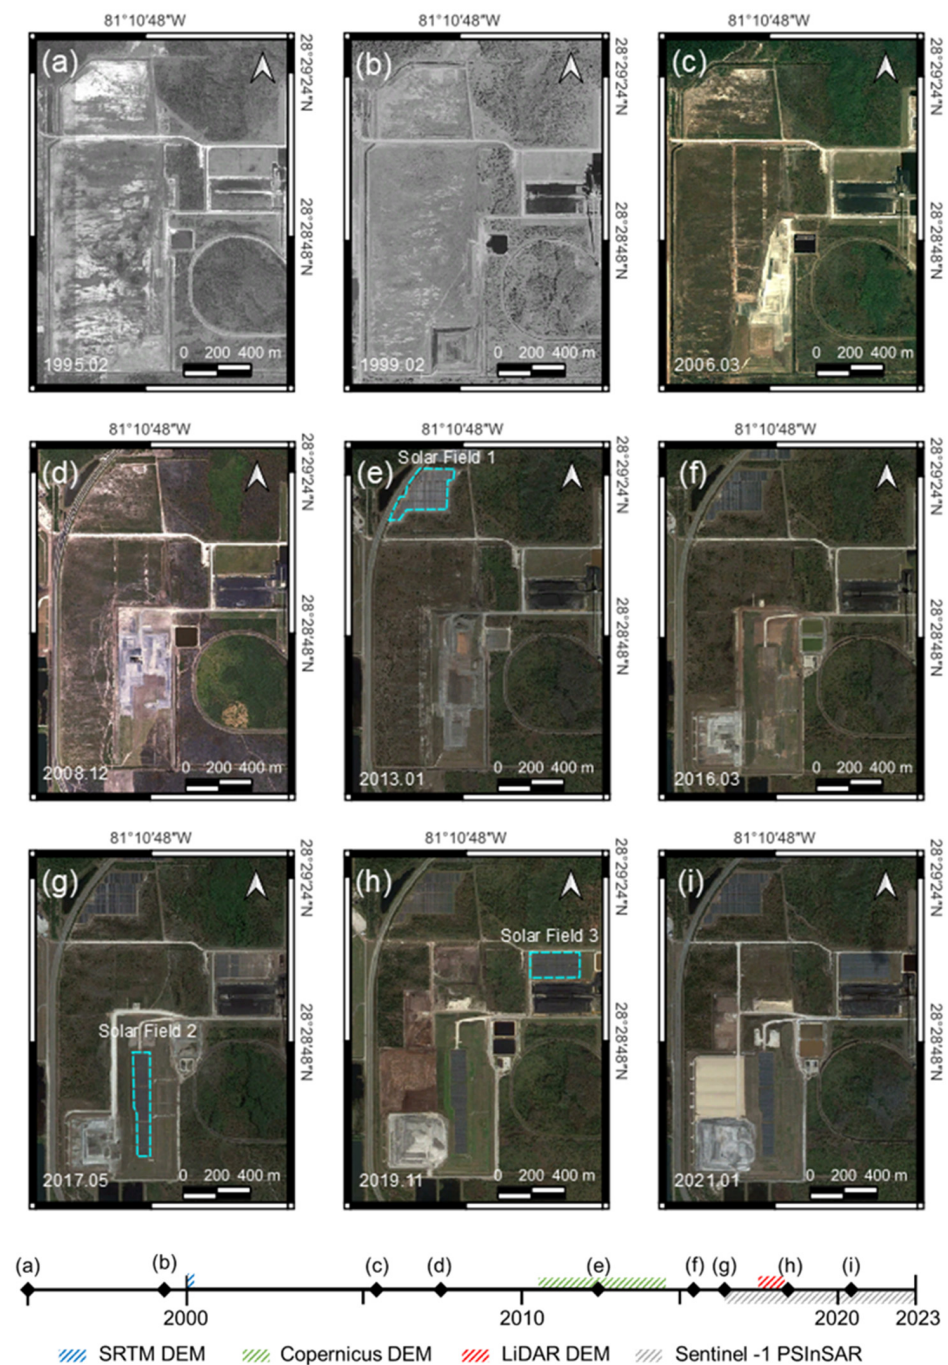 81°10′48″W 81°10′48″W 81°10′48″W
(a) (b) (c)
28°29′24″N 28°29′24″N 28°29′24″N
28°28′48″N 28°28′48″N 28°28′48″N
0 200 400 m 0 200 400 m 0 200 400 m
1995.02 1999.02 2006.03
81°10′48″W 81°10′48″W 81°10′48″W
Solar Field 1
(d) (e) (f)
28°29′24″N 28°29′24″N 28°29′24″N
28°28′48″N 28°28′48″N 28°28′48″N
0 200 400 m 0 200 400 m 0 200 400 m
2008.12 2013.01 2016.03
81°10′48″W 81°10′48″W 81°10′48″W
(g) (h) (i)
28°29′24″N 28°29′24″N 28°29′24″N
Solar Field 3
Solar Field 2
28°28′48″N 28°28′48″N 28°28′48″N
2017.05 0 200 400 m 2019.11 0 200 400 m 2021.01 0 200 400 m
(a) (b) (c) (d) (e) (f) (g) (h) (i)
2000 2010 2020 2023
SRTM DEM Copernicus DEM LiDAR DEM Sentinel -1 PSInSAR